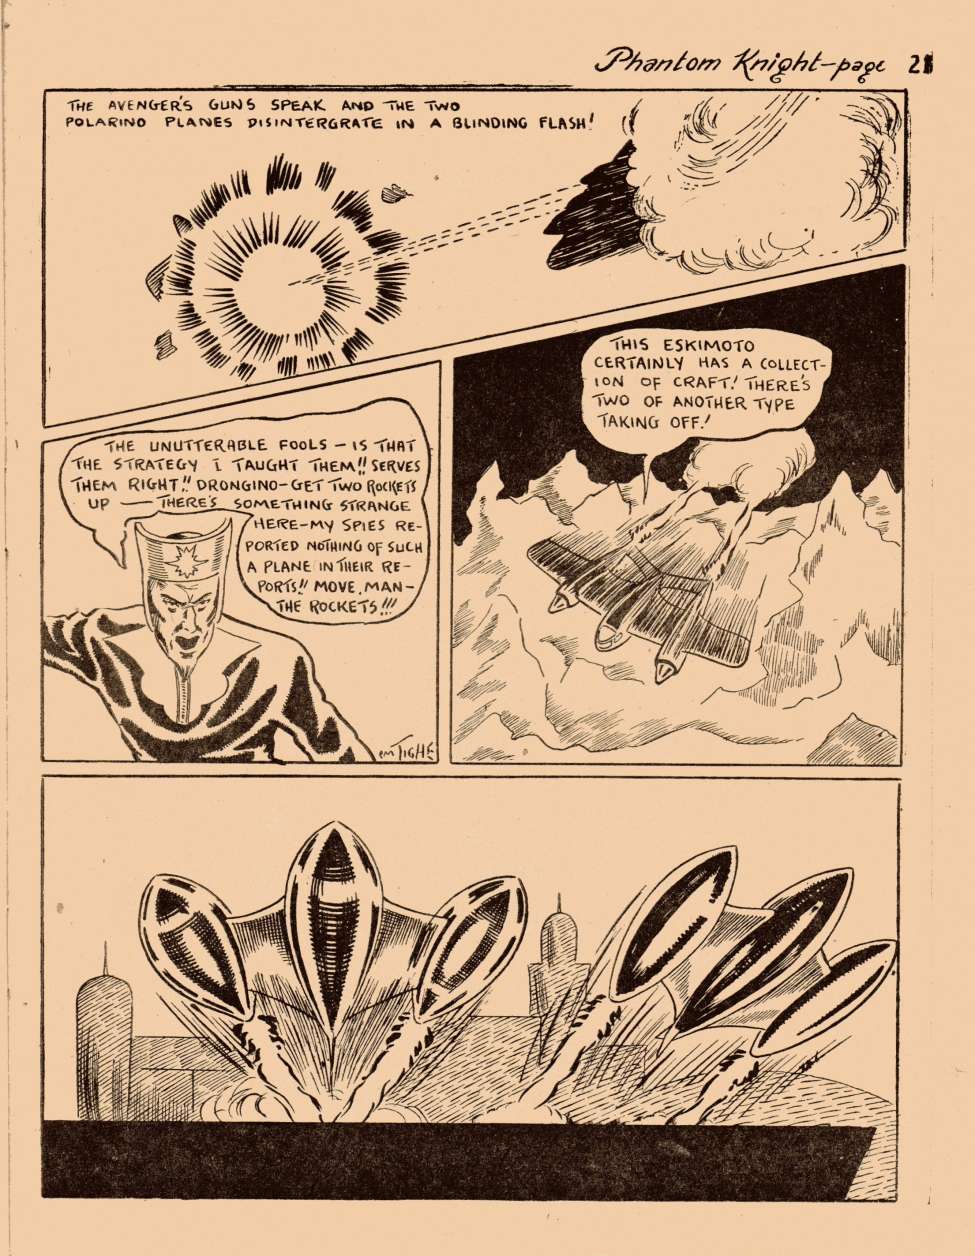 Phantom Knight-page 21
THE AVENGER'S GUNS SPEAK AND THE TWO
POLARINO PLANES DISINTERGRATE IN A BLINDING FLASH!
THE UNUTTERABLE FOOLS – IS THAT
THE STRATEGY I TAUGHT THEM!! SERVES
THEM RIGHT!! DRONGINO-GET TWO ROCKETS
UP — THERE'S SOMETHING STRANGE
HERE-MY SPIES RE-
PORTED NOTHING OF SUCH
A PLANE IN THEIR RE-
PORTS!! MOVE, MAN-
THE ROCKETS!!!
EM TIGHE
THIS ESKIMOTO
CERTAINLY HAS A COLLECT-
ION OF CRAFT! THERE'S
TWO OF ANOTHER TYPE
TAKING OFF!